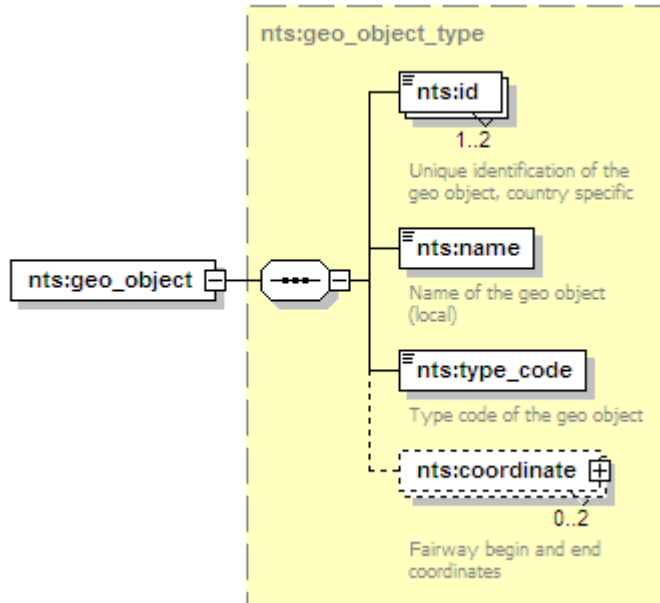 nts:geo_object_type
nts:id
1..2
Unique identification of the
geo object, country specific
nts:name
Name of the geo object
(local)
nts:geo_object
nts:type_code
Type code of the geo object
nts:coordinate
0..2
Fairway begin and end
coordinates